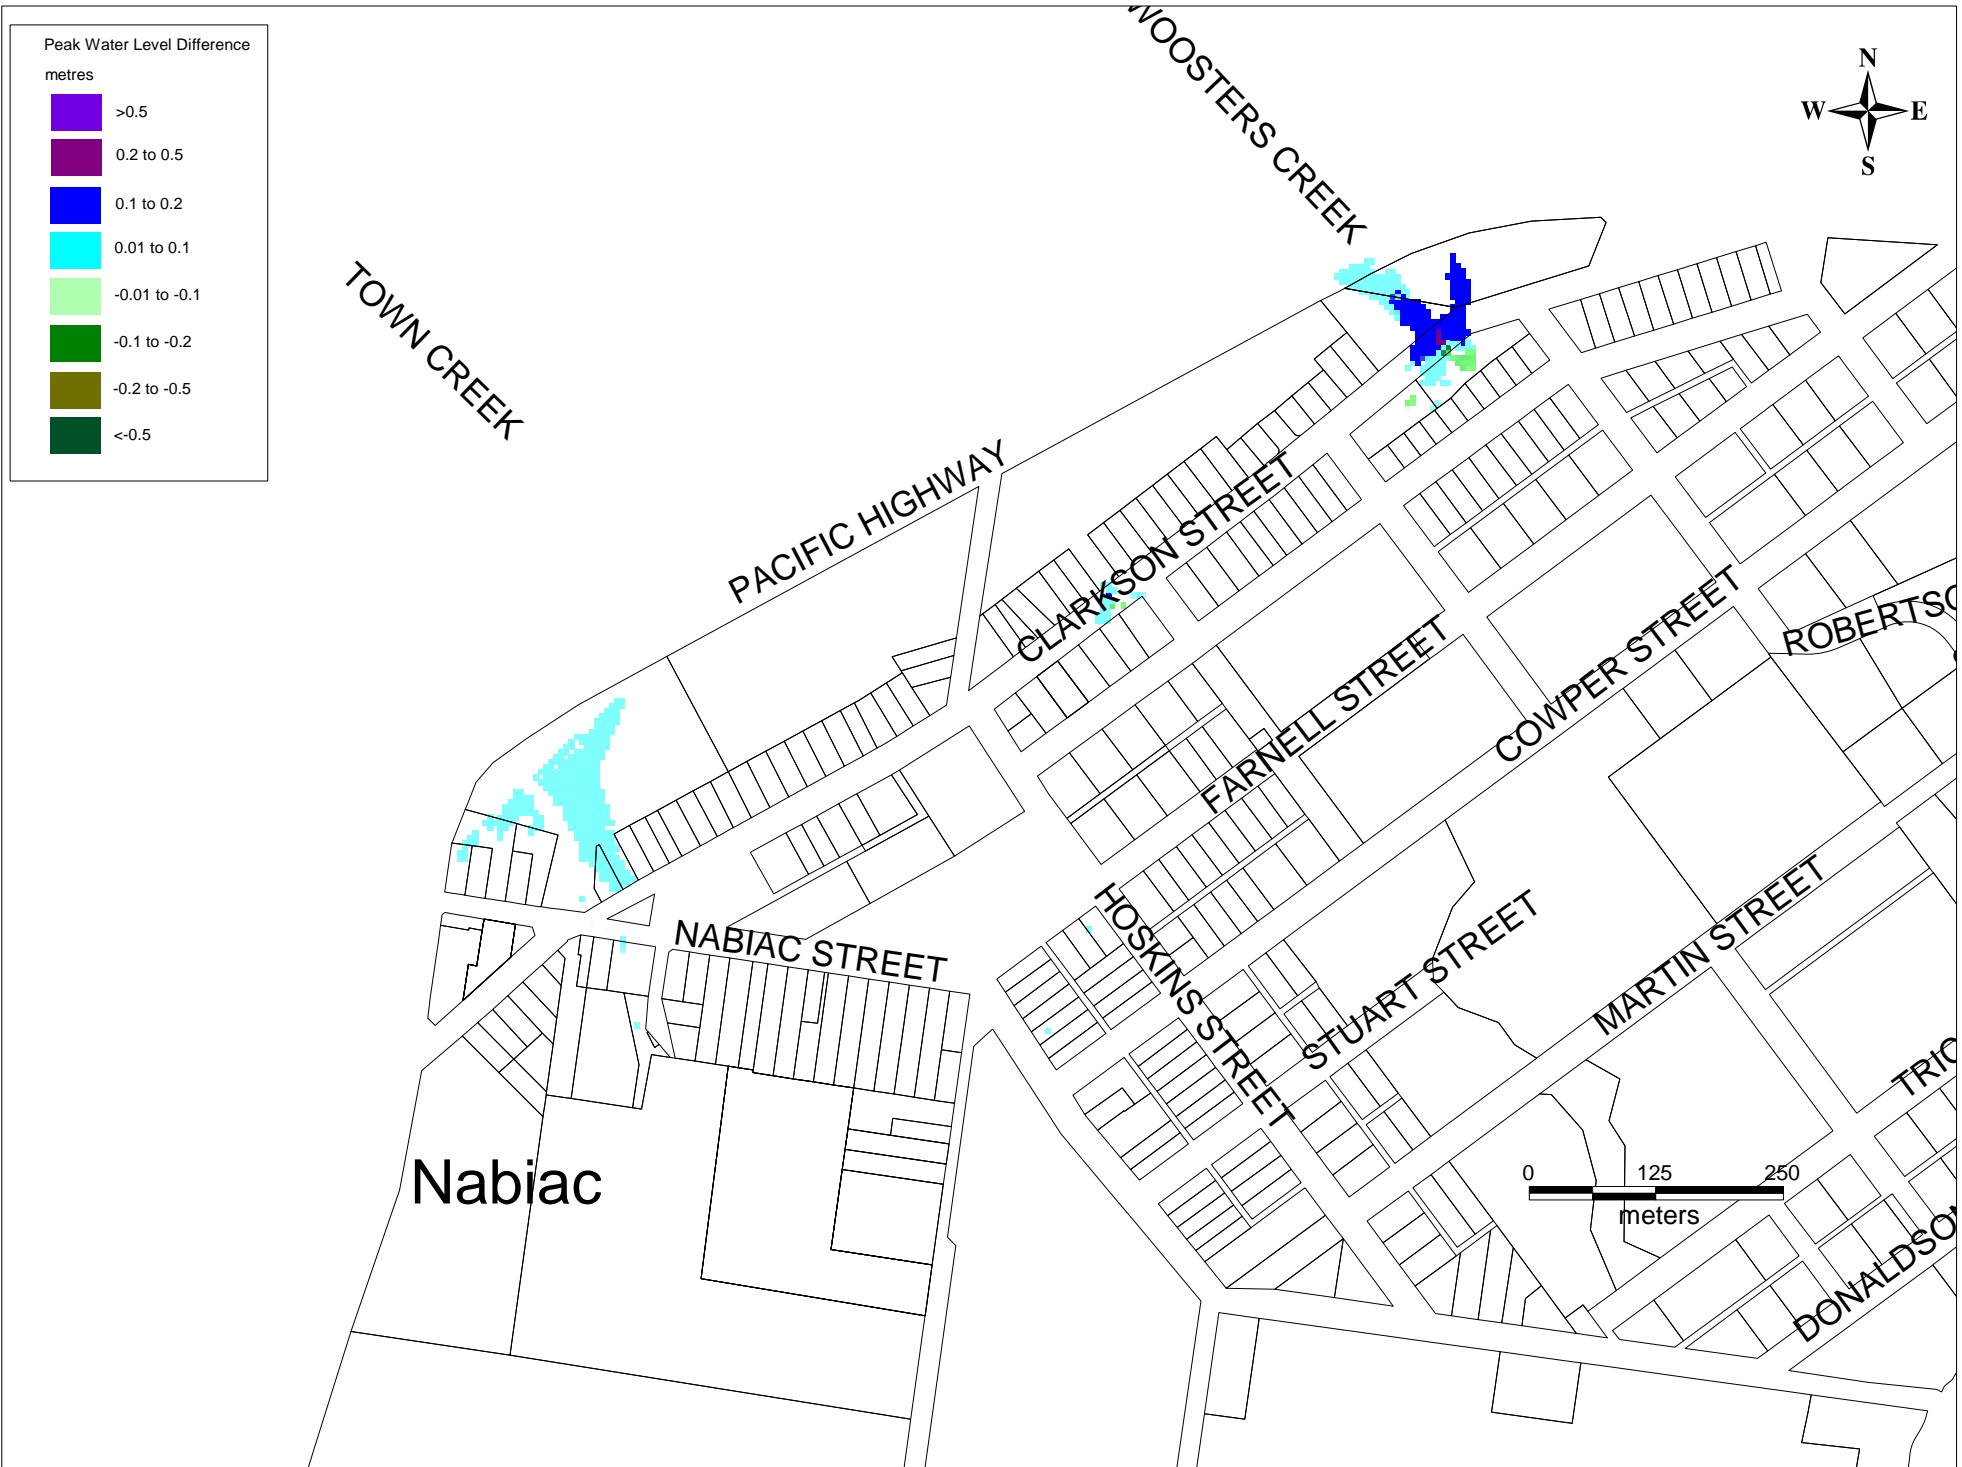 Peak Water Level Difference
metres
>0.5
0.2 to 0.5
0.1 to 0.2
0.01 to 0.1
-0.01 to -0.1
-0.1 to -0.2
-0.2 to -0.5
<-0.5
WOOSTERS CREEK
N
W E
S
TOWN CREEK
PACIFIC HIGHWAY
CLARKSON STREET
FARNELL STREET
COWPER STREET
ROBERTSO
NABIAC STREET
HOSKINS STREET
STUART STREET
MARTIN STREET
TRIC
Nabiac
0 125 250
meters
DONALDSON